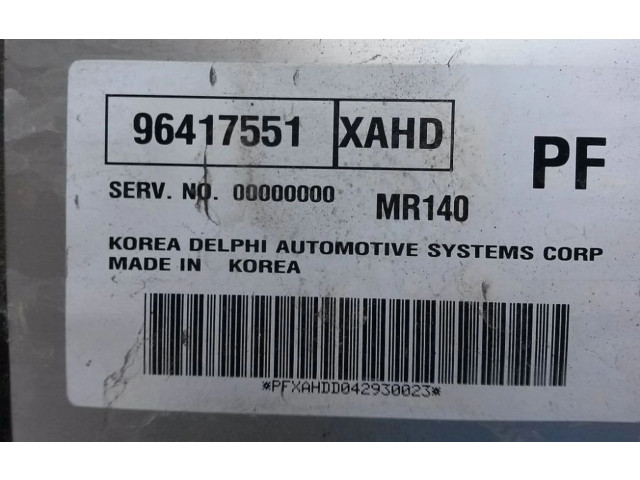 96417551 XAHD PF
SERV. NO. 00000000 MR140
KOREA DELPHI AUTOMOTIVE SYSTEMS CORP
MADE IN KOREA
*PFXAHDD042930023*